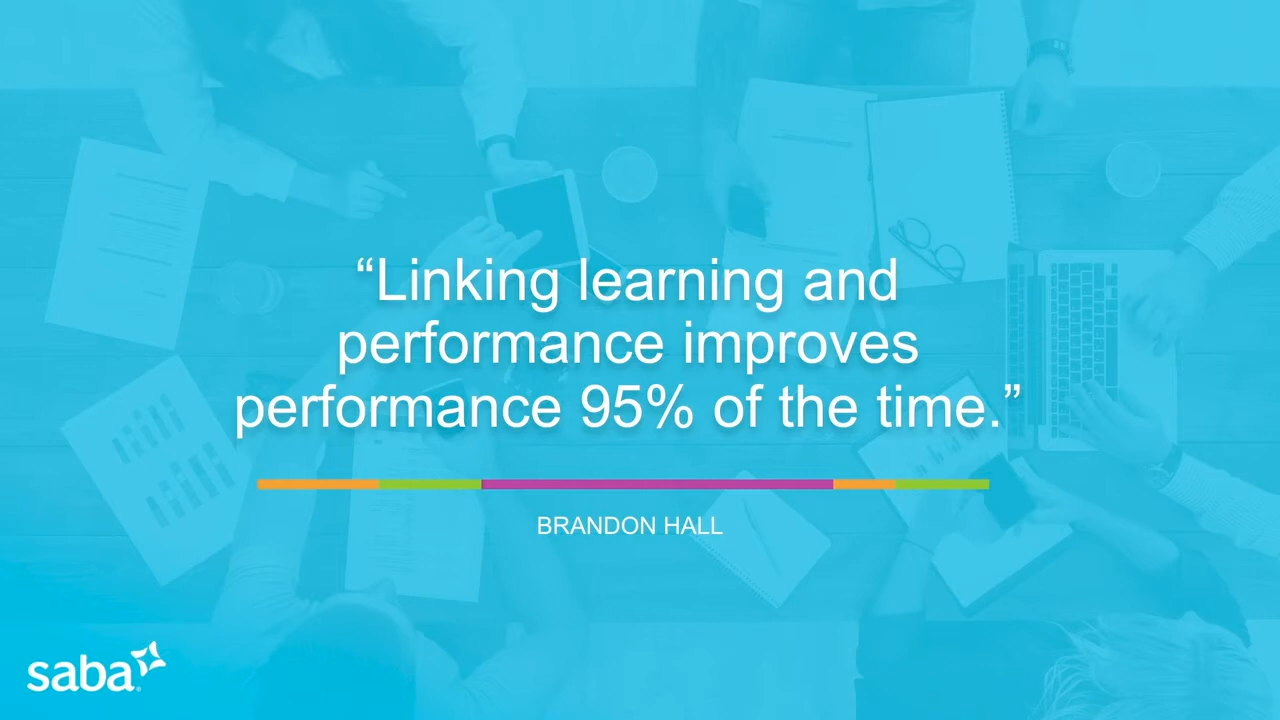 “Linking learning and
performance improves
performance 95% of the time.”
BRANDON HALL
saba